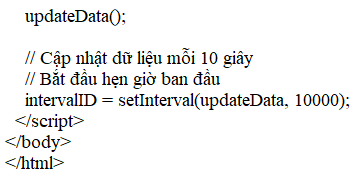 updateData();
// Cập nhật dữ liệu mỗi 10 giây
// Bắt đầu hẹn giờ ban đầu
intervalID = setInterval(updateData, 10000);
</script>
</body>
</html>